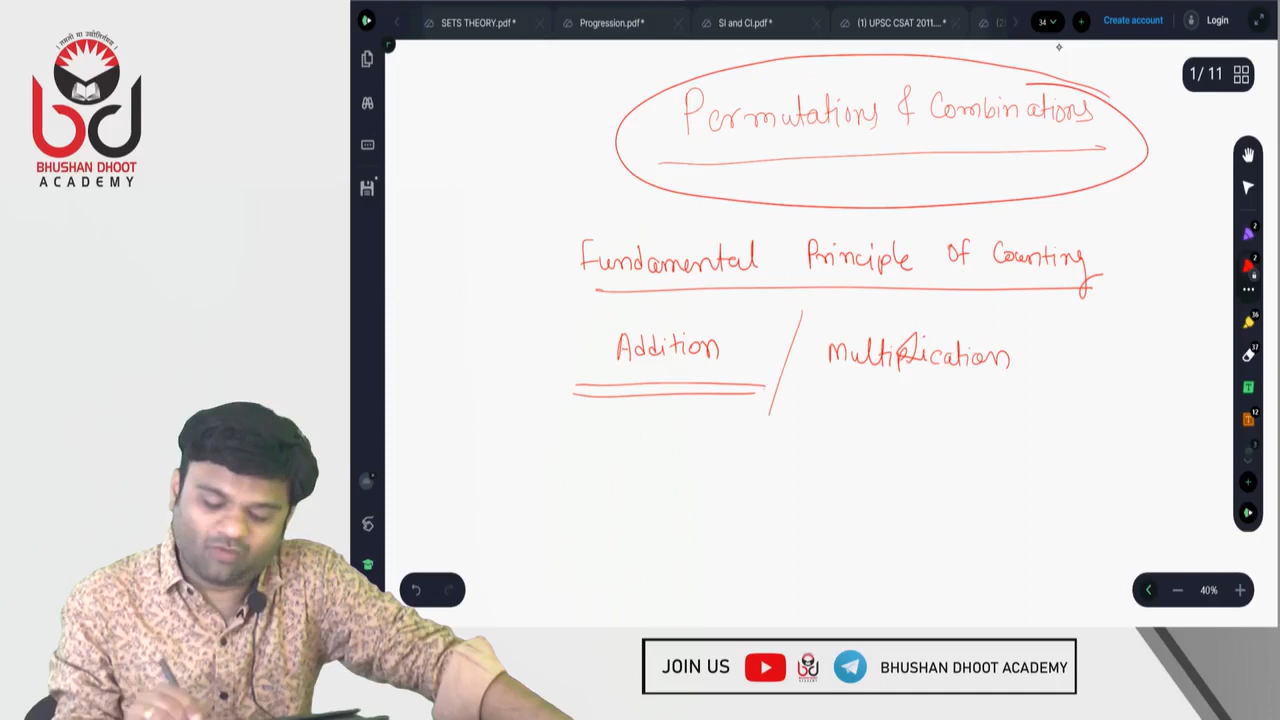 SETS THEORY.pdf*
Progression.pdf*
SI and CI.pdf*
(1) UPSC CSAT 2011....*
34
Create account
Login
1/ 11
BHUSHAN DHOOT
ACADEMY
Permutations & Combinations
Fundamental Principle of Counting
Addition / Multiplication
40%
JOIN US
BHUSHAN DHOOT ACADEMY